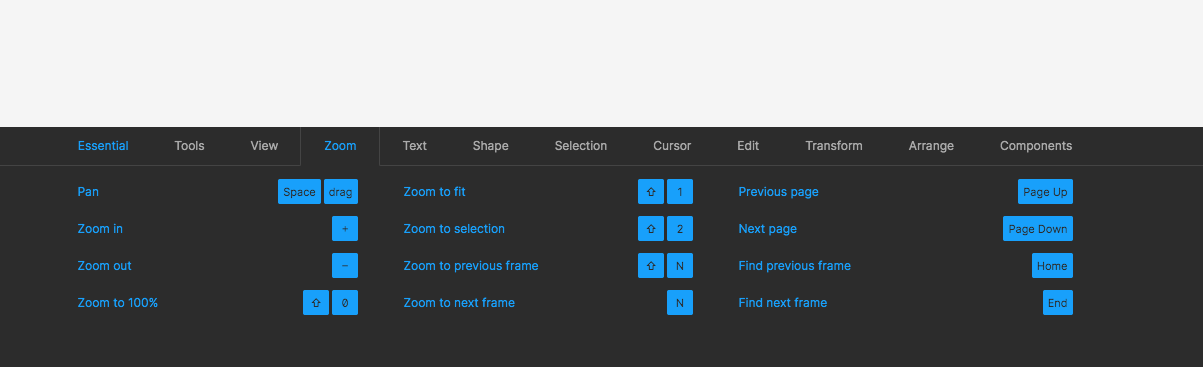 Essential Tools View Zoom Text Shape Selection Cursor Edit Transform Arrange Components
Pan Space drag Zoom to fit ⇧ 1 Previous page Page Up
Zoom in + Zoom to selection ⇧ 2 Next page Page Down
Zoom out − Zoom to previous frame ⇧ N Find previous frame Home
Zoom to 100% ⇧ 0 Zoom to next frame N Find next frame End